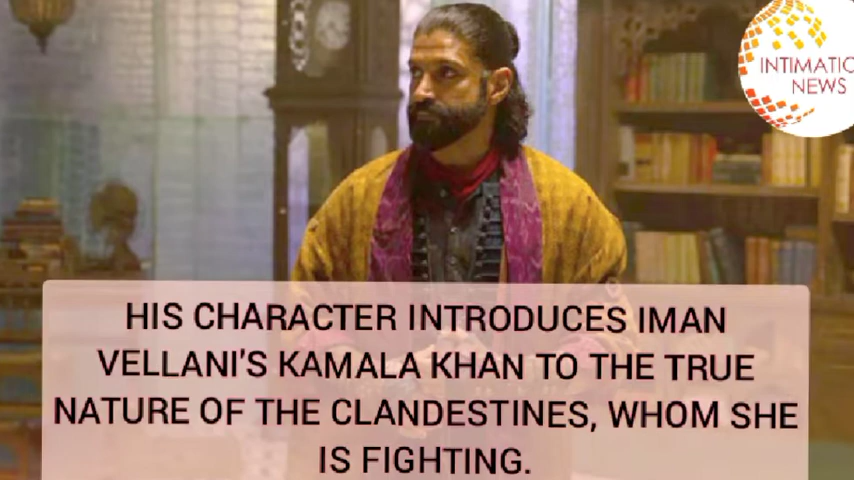 INTIMATIC
NEWS
HIS CHARACTER INTRODUCES IMAN
VELLANI'S KAMALA KHAN TO THE TRUE
NATURE OF THE CLANDESTINES, WHOM SHE
IS FIGHTING.